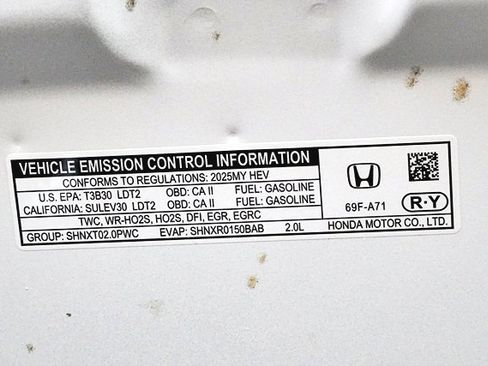 VEHICLE EMISSION CONTROL INFORMATION
CONFORMS TO REGULATIONS: 2025MY HEV
U.S. EPA: T3B30 LDT2 OBD: CA II FUEL: GASOLINE
CALIFORNIA: SULEV30 LDT2 OBD: CA II FUEL: GASOLINE
TWC, WR-HO2S, HO2S, DFI, EGR, EGRC
GROUP: SHNXT02.0PWC EVAP: SHNXR0150BAB 2.0L
69F-A71
R·Y
HONDA MOTOR CO., LTD.